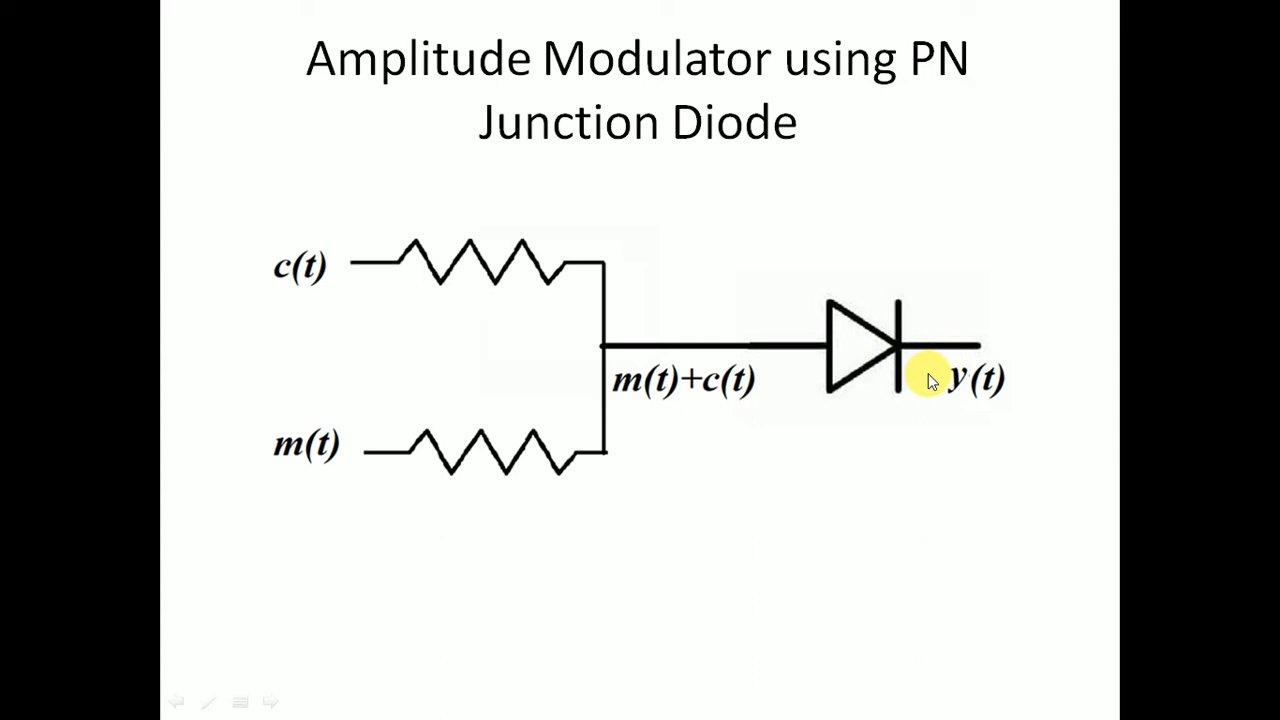 Amplitude Modulator using PN
Junction Diode
c(t)
m(t)+c(t)
y(t)
m(t)